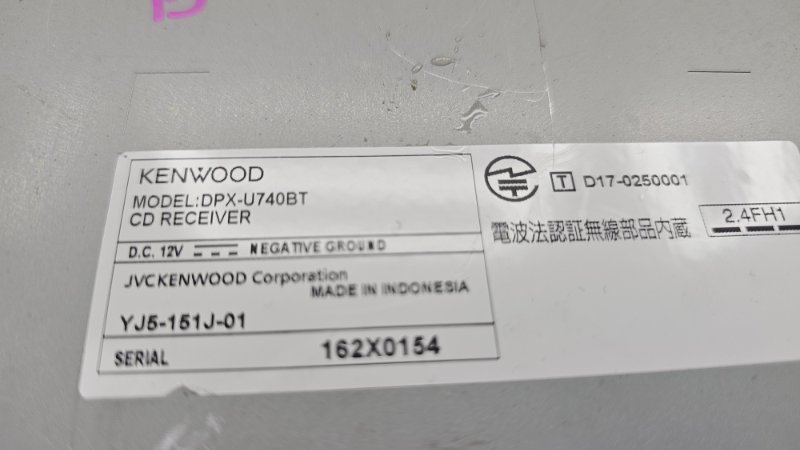 KENWOOD
MODEL:DPX-U740BT
CD RECEIVER
D.C. 12V NEGATIVE GROUND
JVCKENWOOD Corporation
MADE IN INDONESIA
YJ5-151J-01
SERIAL 162X0154
T D17-0250001
電波法認証無線部品内蔵
2.4FH1